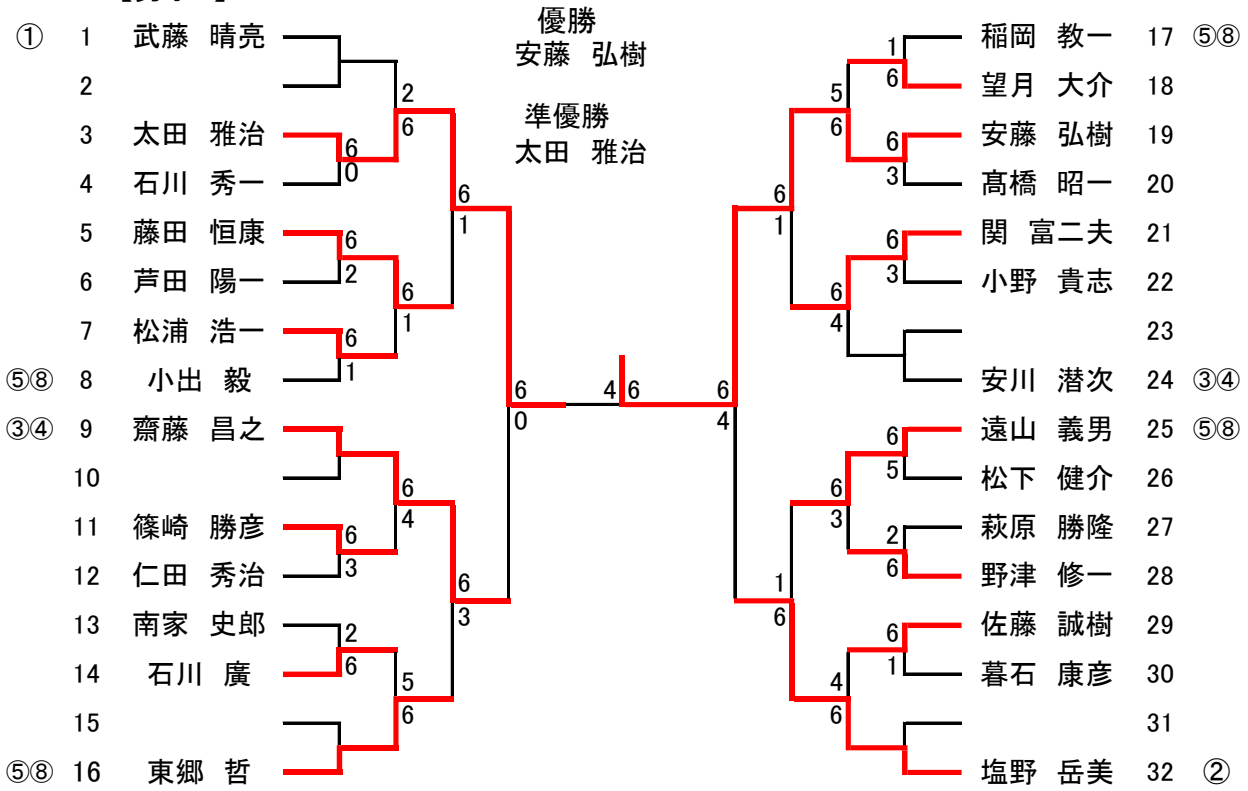 優勝
安藤 弘樹
準優勝
太田 雅治
① 1 武藤 晴亮
2
3 太田 雅治
4 石川 秀一
5 藤田 恒康
6 芦田 陽一
7 松浦 浩一
⑤⑧ 8 小出 毅
③④ 9 齋藤 昌之
10
11 篠崎 勝彦
12 仁田 秀治
13 南家 史郎
14 石川 廣
15
⑤⑧ 16 東郷 哲
2
6
6
0
6
2
6
1
6
1
6
1
6
4
6
3
2
6
5
6
6
3
6
0
4 6
稲岡 教一 17 ⑤⑧
望月 大介 18
安藤 弘樹 19
髙橋 昭一 20
関 富二夫 21
小野 貴志 22
23
安川 潜次 24 ③④
遠山 義男 25 ⑤⑧
松下 健介 26
萩原 勝隆 27
野津 修一 28
佐藤 誠樹 29
暮石 康彦 30
31
塩野 岳美 32 ②
1
6
5
6
6
3
6
1
6
3
6
4
6
4
6
5
6
3
2
6
1
6
6
1
4
6